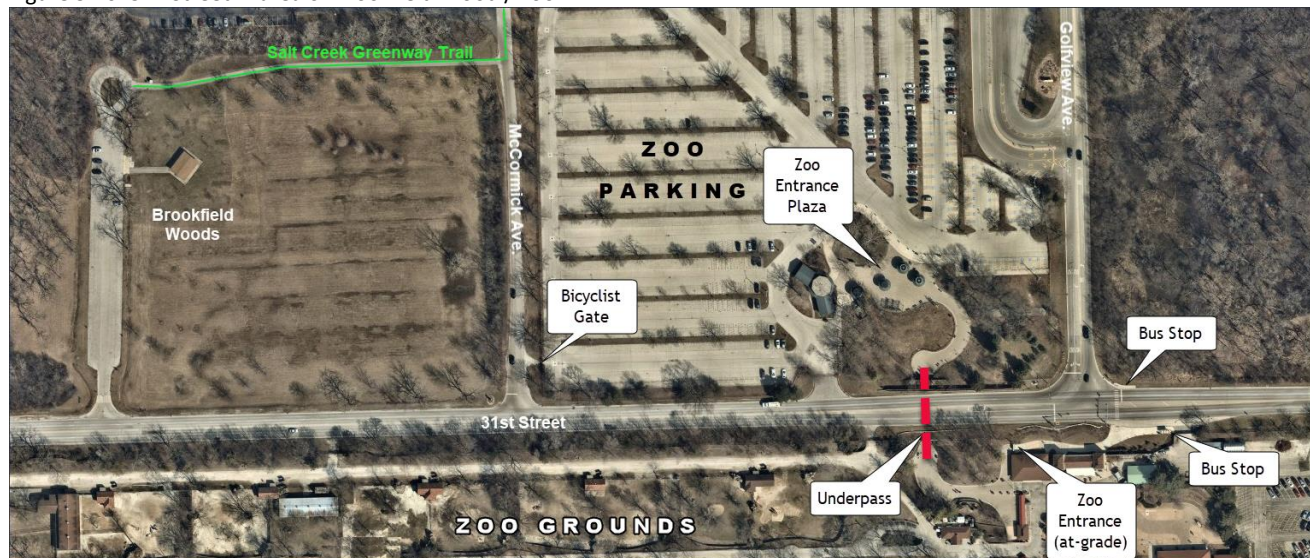 Salt Creek Greenway Trail
McCormick Ave.
Golfview Ave.
ZOO
PARKING
Zoo
Entrance
Plaza
Brookfield
Woods
Bicyclist
Gate
Bus Stop
31st Street
Underpass
Bus Stop
Zoo
Entrance
(at-grade)
ZOO GROUNDS